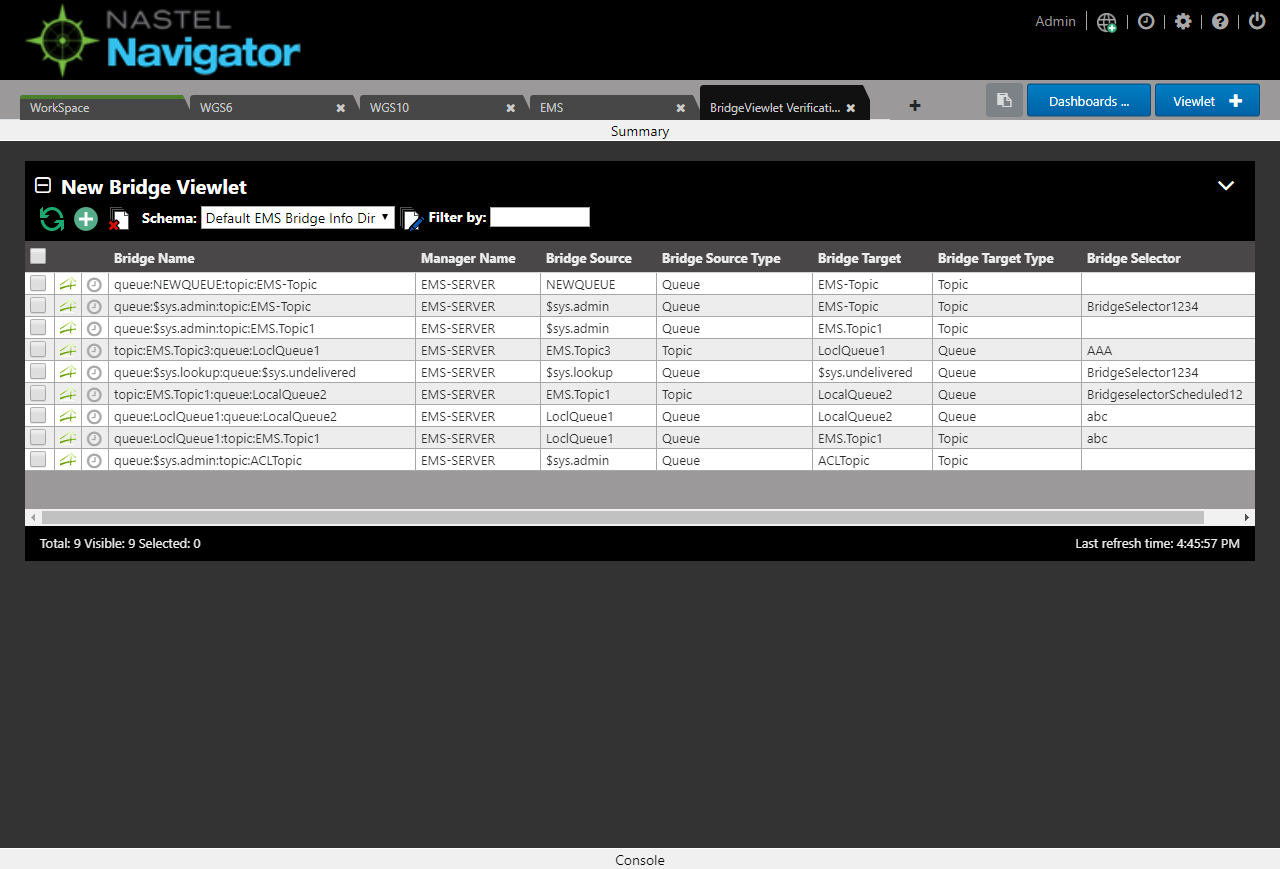 NASTEL
Navigator
Admin
WorkSpace WGS6 WGS10 EMS BridgeViewlet Verificati... Dashboards ... Viewlet
Summary
New Bridge Viewlet
Schema: Default EMS Bridge Info Dir Filter by:
Bridge Name Manager Name Bridge Source Bridge Source Type Bridge Target Bridge Target Type Bridge Selector
queue:NEWQUEUE:topic:EMS-Topic EMS-SERVER NEWQUEUE Queue EMS-Topic Topic
queue:$sys.admin:topic:EMS-Topic EMS-SERVER $sys.admin Queue EMS-Topic Topic BridgeSelector1234
queue:$sys.admin:topic:EMS.Topic1 EMS-SERVER $sys.admin Queue EMS.Topic1 Topic
topic:EMS.Topic3:queue:LoclQueue1 EMS-SERVER EMS.Topic3 Topic LoclQueue1 Queue AAA
queue:$sys.lookup:queue:$sys.undelivered EMS-SERVER $sys.lookup Queue $sys.undelivered Queue BridgeSelector1234
topic:EMS.Topic1:queue:LocalQueue2 EMS-SERVER EMS.Topic1 Topic LocalQueue2 Queue BridgeselectorScheduled12
queue:LoclQueue1:queue:LocalQueue2 EMS-SERVER LoclQueue1 Queue LocalQueue2 Queue abc
queue:LoclQueue1:topic:EMS.Topic1 EMS-SERVER LoclQueue1 Queue EMS.Topic1 Topic abc
queue:$sys.admin:topic:ACLTopic EMS-SERVER $sys.admin Queue ACLTopic Topic
Total: 9 Visible: 9 Selected: 0 Last refresh time: 4:45:57 PM
Console